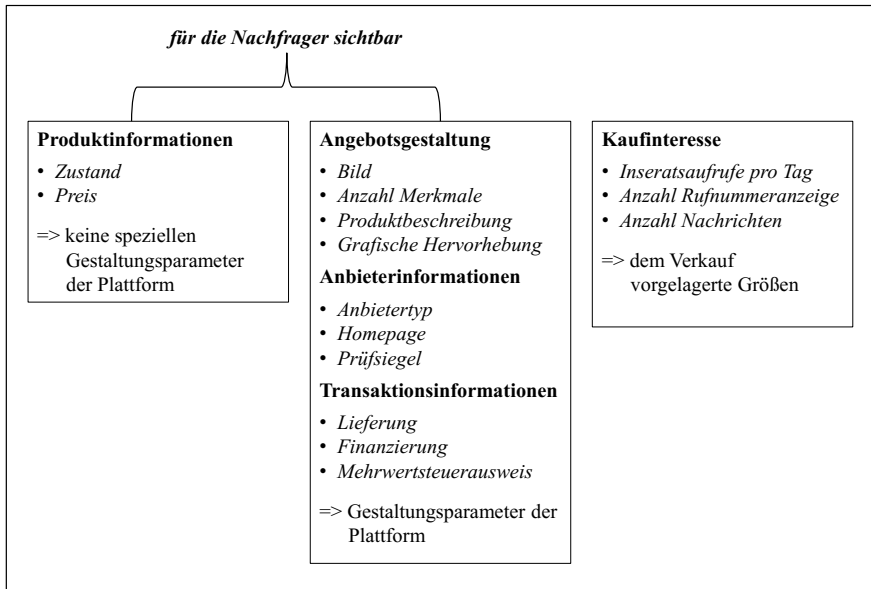 für die Nachfrager sichtbar
Produktinformationen
• Zustand
• Preis
=> keine speziellen
Gestaltungsparameter
der Plattform
Angebotsgestaltung
• Bild
• Anzahl Merkmale
• Produktbeschreibung
• Grafische Hervorhebung
Anbieterinformationen
• Anbietertyp
• Homepage
• Prüfsiegel
Transaktionsinformationen
• Lieferung
• Finanzierung
• Mehrwertsteuerausweis
=> Gestaltungsparameter der
Plattform
Kaufinteresse
• Inseratsaufrufe pro Tag
• Anzahl Rufnummeranzeige
• Anzahl Nachrichten
=> dem Verkauf
vorgelagerte Größen